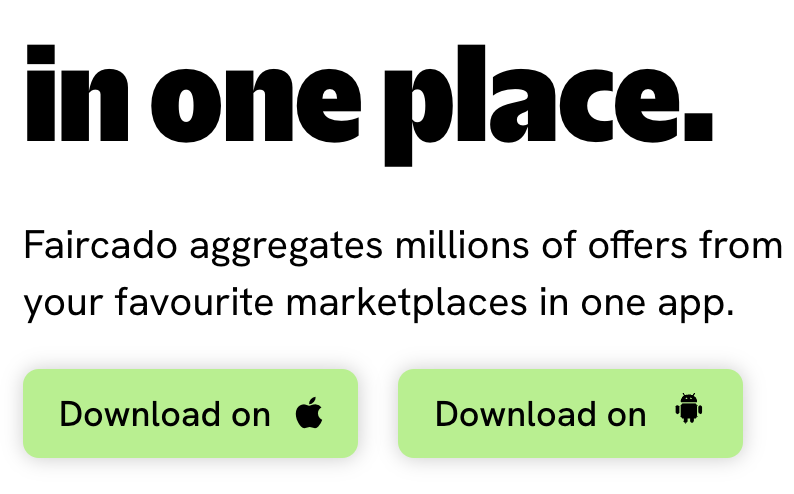 in one place.
Faircado aggregates millions of offers from
your favourite marketplaces in one app.
Download on
Download on